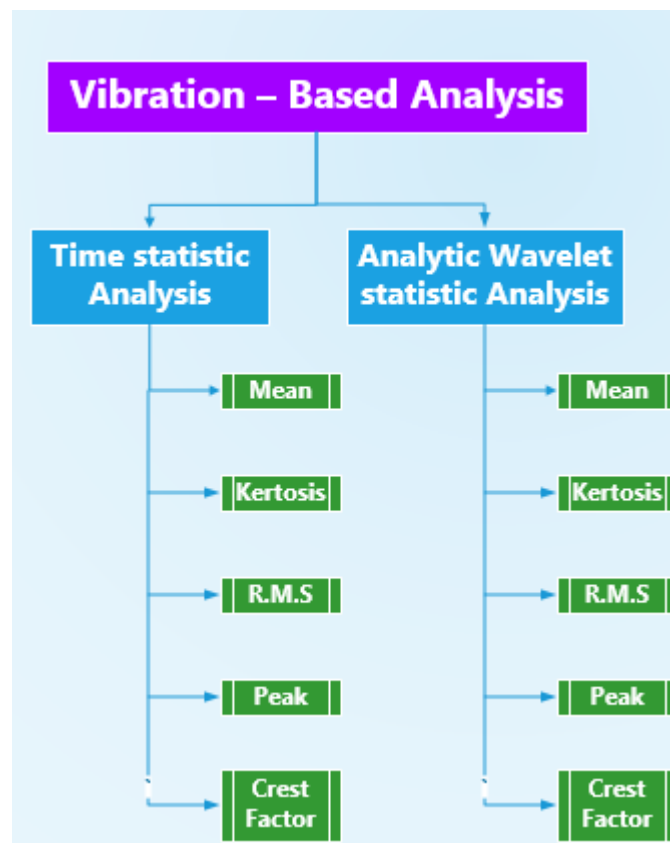 Vibration – Based Analysis
Time statistic
Analysis
Mean
Kertosis
R.M.S
Peak
Crest
Factor
Analytic Wavelet
statistic Analysis
Mean
Kertosis
R.M.S
Peak
Crest
Factor